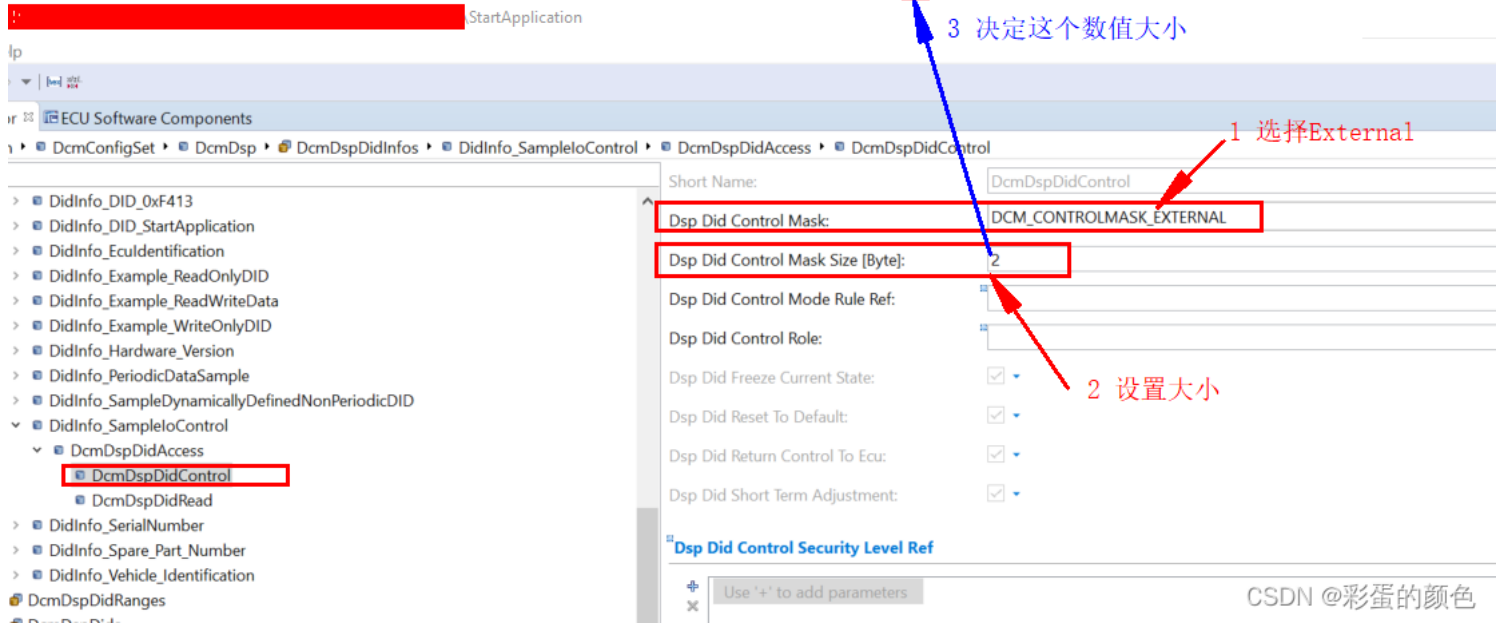 \StartApplication
3 决定这个数值大小
ECU Software Components
1 选择External
DcmConfigSet
DcmDsp
DcmDspDidInfos
DidInfo_SampleIoControl
DcmDspDidAccess
DcmDspDidControl
DidInfo_DID_0xF413
DidInfo_DID_StartApplication
DidInfo_EcuIdentification
DidInfo_Example_ReadOnlyDID
DidInfo_Example_ReadWriteData
DidInfo_Example_WriteOnlyDID
DidInfo_Hardware_Version
DidInfo_PeriodicDataSample
DidInfo_SampleDynamicallyDefinedNonPeriodicDID
DidInfo_SampleIoControl
DcmDspDidAccess
DcmDspDidControl
DcmDspDidRead
DidInfo_SerialNumber
DidInfo_Spare_Part_Number
DidInfo_Vehicle_Identification
DcmDspDidRanges
Short Name: DcmDspDidControl
Dsp Did Control Mask: DCM_CONTROLMASK_EXTERNAL
Dsp Did Control Mask Size [Byte]: 2
Dsp Did Control Mode Rule Ref:
Dsp Did Control Role:
Dsp Did Freeze Current State:
2 设置大小
Dsp Did Reset To Default:
Dsp Did Return Control To Ecu:
Dsp Did Short Term Adjustment:
Dsp Did Control Security Level Ref
Use '+' to add parameters
CSDN @彩蛋的颜色